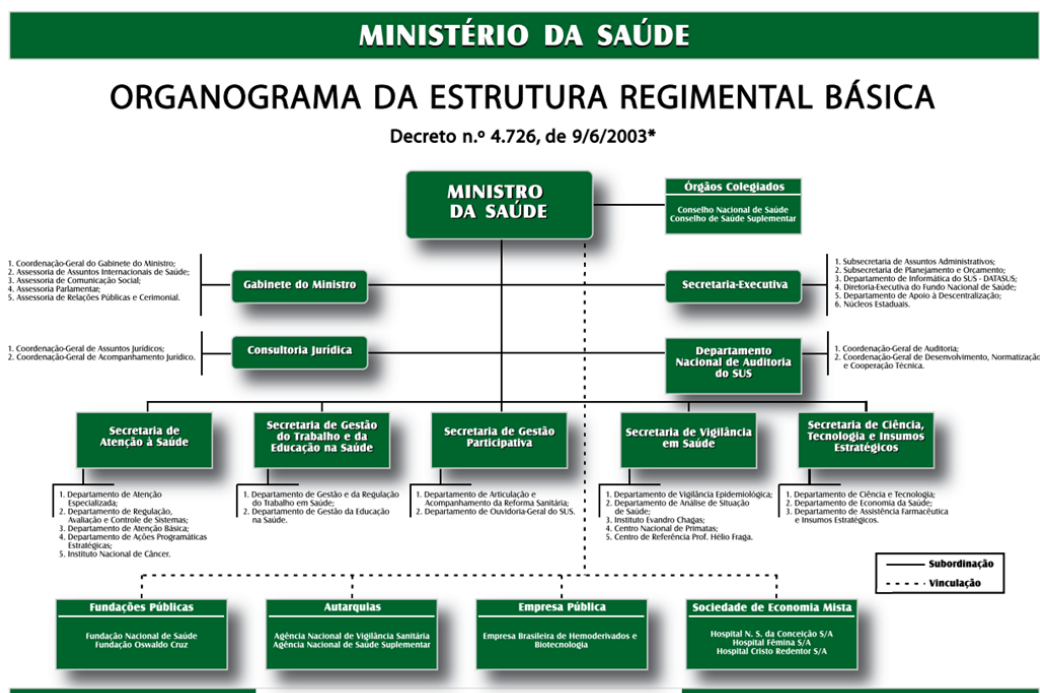 MINISTÉRIO DA SAÚDE
ORGANOGRAMA DA ESTRUTURA REGIMENTAL BÁSICA
Decreto n.º 4.726, de 9/6/2003*
MINISTRO
DA SAÚDE
Órgãos Colegiados
Conselho Nacional de Saúde
Conselho de Saúde Suplementar
1. Coordenação-Geral do Gabinete do Ministro;
2. Assessoria de Assuntos Internacionais de Saúde;
3. Assessoria de Comunicação Social;
4. Assessoria Parlamentar;
5. Assessoria de Relações Públicas e Cerimonial.
Gabinete do Ministro
Secretaria-Executiva
1. Subsecretaria de Assuntos Administrativos;
2. Subsecretaria de Planejamento e Orçamento;
3. Departamento de Informática do SUS - DATASUS;
4. Diretoria-Executiva do Fundo Nacional de Saúde;
5. Departamento de Apoio à Descentralização;
6. Núcleos Estaduais.
1. Coordenação-Geral de Assuntos Jurídicos;
2. Coordenação-Geral de Acompanhamento Jurídico.
Consultoria Jurídica
Departamento
Nacional de Auditoria
do SUS
1. Coordenação-Geral de Auditoria;
2. Coordenação-Geral de Desenvolvimento, Normatização
e Cooperação Técnica.
Secretaria de
Atenção à Saúde
1. Departamento de Atenção
Especializada;
2. Departamento de Regulação,
Avaliação e Controle de Sistemas;
3. Departamento de Atenção Básica;
4. Departamento de Ações Programáticas
Estratégicas;
5. Instituto Nacional de Câncer.
Secretaria de Gestão
do Trabalho e da
Educação na Saúde
1. Departamento de Gestão e da Regulação
do Trabalho em Saúde;
2. Departamento de Gestão da Educação
na Saúde.
Secretaria de Gestão
Participativa
1. Departamento de Articulação e
Acompanhamento da Reforma Sanitária;
2. Departamento de Ouvidoria-Geral do SUS.
Secretaria de Vigilância
em Saúde
1. Departamento de Vigilância Epidemiológica;
2. Departamento de Análise de Situação
de Saúde;
3. Instituto Evandro Chagas;
4. Centro Nacional de Primatas;
5. Centro de Referência Prof. Hélio Fraga.
Secretaria de Ciência,
Tecnologia e Insumos
Estratégicos
1. Departamento de Ciência e Tecnologia;
2. Departamento de Economia da Saúde;
3. Departamento de Assistência Farmacêutica
e Insumos Estratégicos.
Subordinação
Vinculação
Fundações Públicas
Fundação Nacional de Saúde
Fundação Oswaldo Cruz
Autarquias
Agência Nacional de Vigilância Sanitária
Agência Nacional de Saúde Suplementar
Empresa Pública
Empresa Brasileira de Hemoderivados e
Biotecnologia
Sociedade de Economia Mista
Hospital N. S. da Conceição S/A
Hospital Fêmina S/A
Hospital Cristo Redentor S/A